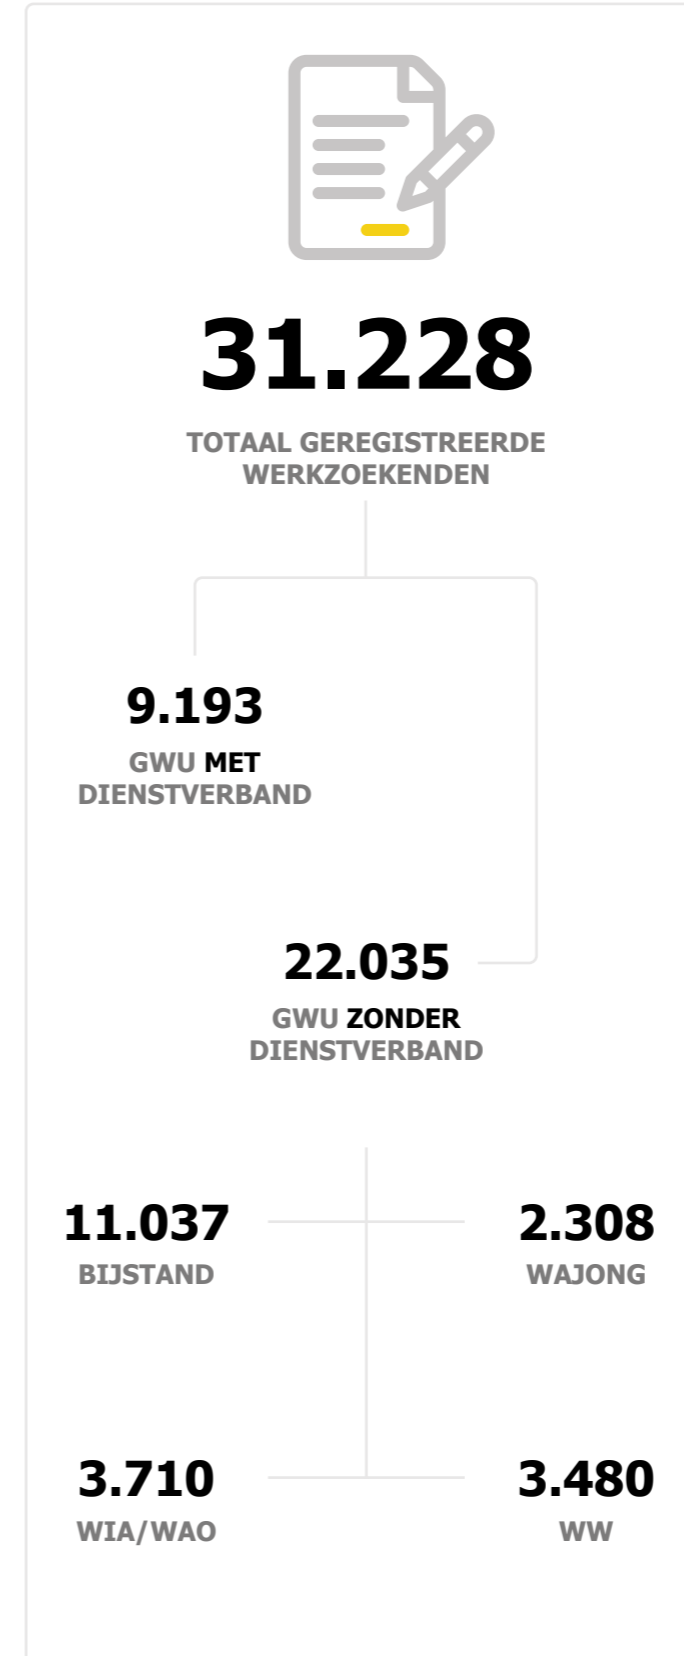 31.228
TOTAAL GEREGISTREERDE
WERKZOEKENDEN
9.193
GWU MET
DIENSTVERBAND
22.035
GWU ZONDER
DIENSTVERBAND
11.037
BIJSTAND
2.308
WAJONG
3.710
WIA/WAO
3.480
WW